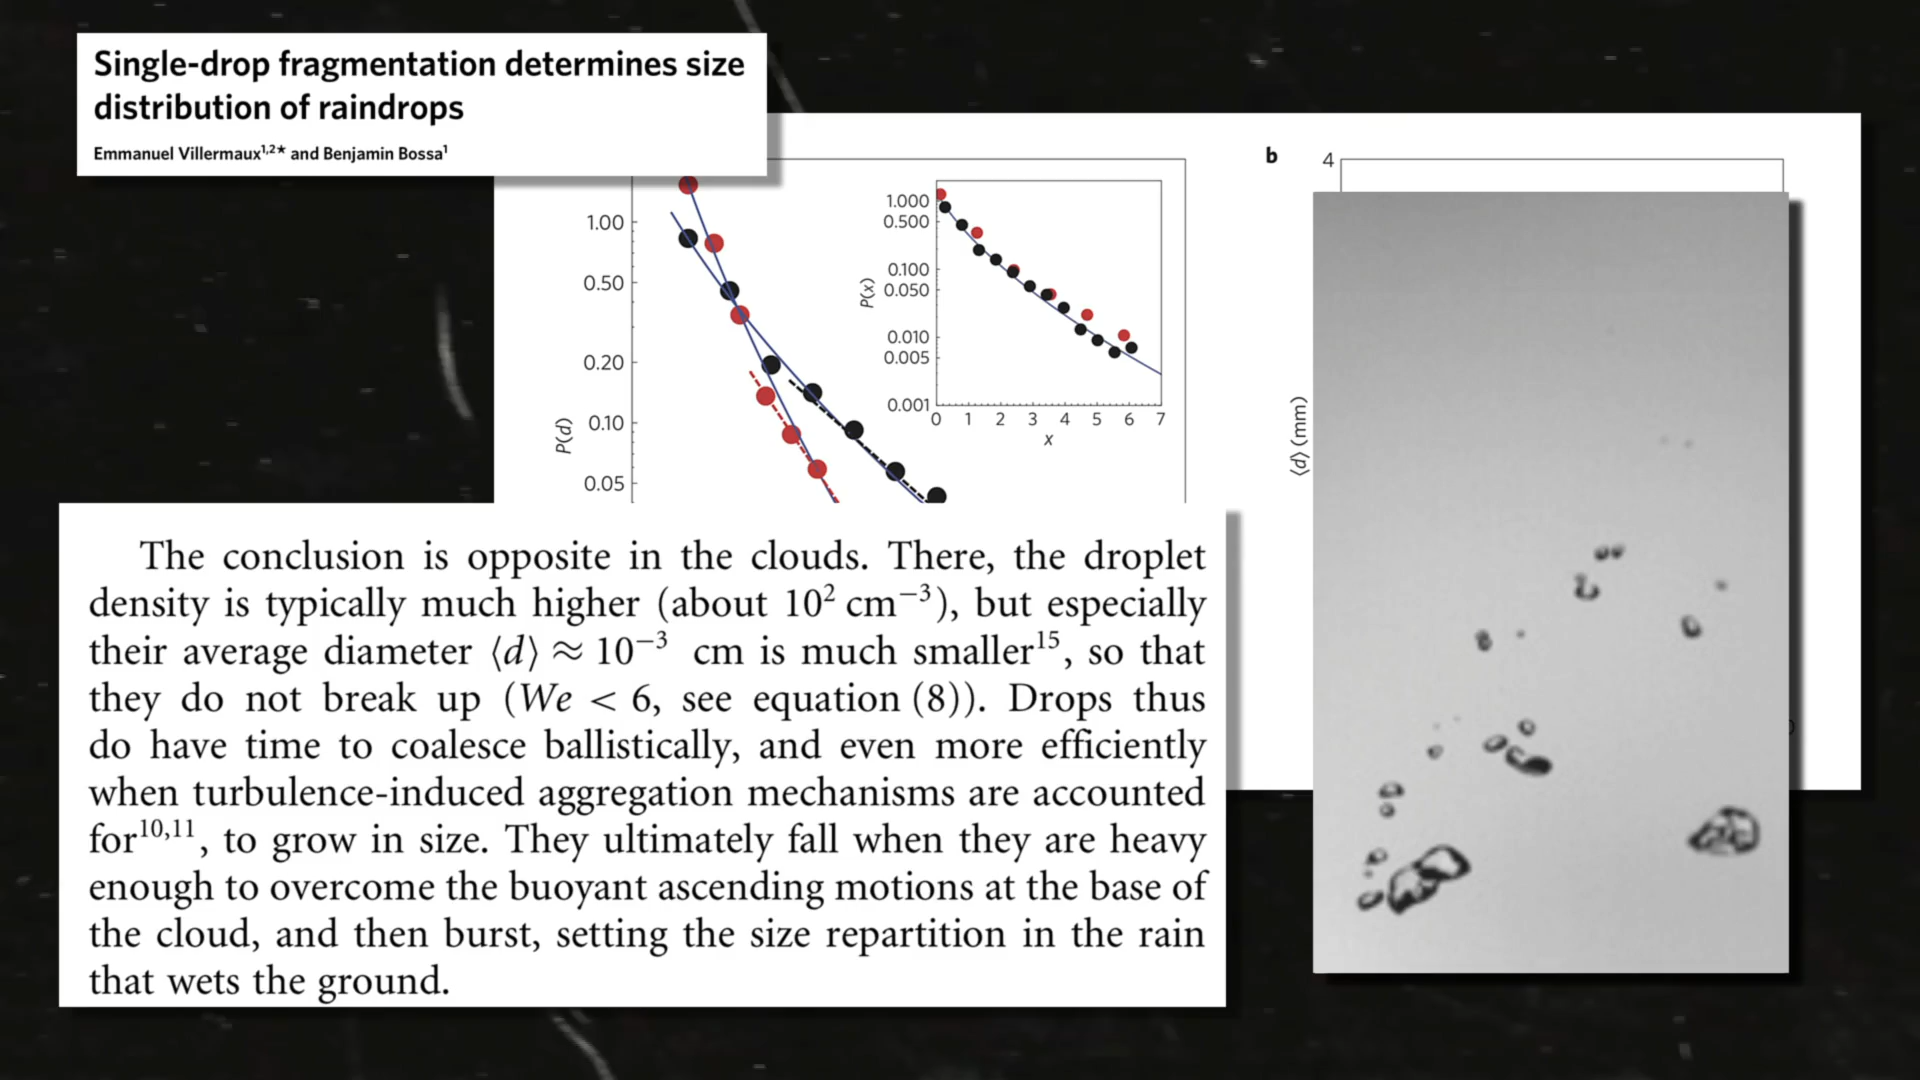 Single-drop fragmentation determines size
distribution of raindrops
Emmanuel Villermaux1,2* and Benjamin Bossa1
1.00
0.50
0.20
0.10
0.05
P(d)
1.000
0.500
0.100
0.050
0.010
0.005
0.001
P(x)
0 1 2 3 4 5 6 7
x
b
4
⟨d⟩ (mm)
The conclusion is opposite in the clouds. There, the droplet
density is typically much higher (about 10² cm⁻³), but especially
their average diameter ⟨d⟩ ≈ 10⁻³ cm is much smaller¹⁵, so that
they do not break up (We < 6, see equation (8)). Drops thus
do have time to coalesce ballistically, and even more efficiently
when turbulence-induced aggregation mechanisms are accounted
for¹⁰,¹¹, to grow in size. They ultimately fall when they are heavy
enough to overcome the buoyant ascending motions at the base of
the cloud, and then burst, setting the size repartition in the rain
that wets the ground.